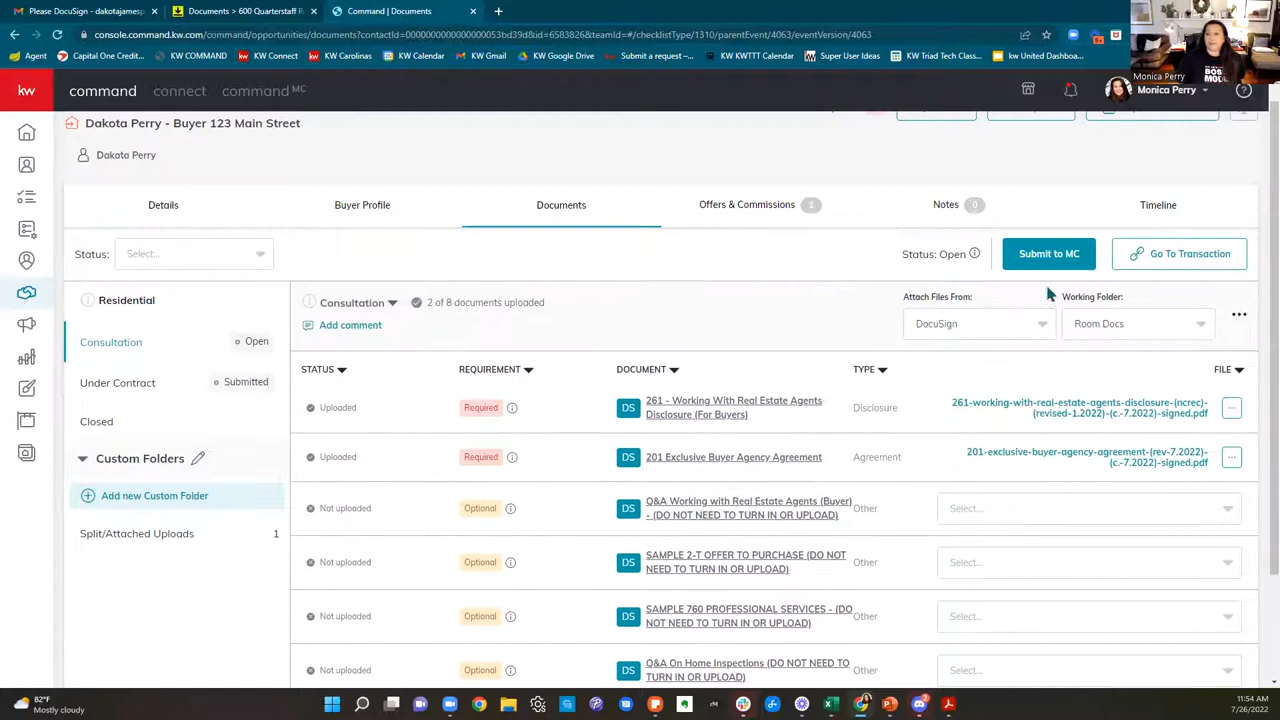 Please DocuSign - dakotajamesp
Documents > 600 Quarterstaff R
Command | Documents
console.command.kw.com/command/opportunities/documents?contactId=00000000000000053bd39d&id=6583826&teamId=#/checklistType/1310/parentEvent/4063/eventVersion/4063
Agent
Capital One Credit...
KW COMMAND
KW Connect
KW Carolinas
KW Calendar
KW Gmail
KW Google Drive
Submit a request –...
KW KWTTT Calendar
Super User Ideas
KW Triad Tech Class...
kw United Dashboa...
BOSS
MODE
Monica Perry
kw
command
connect
command MC
Monica Perry
Dakota Perry - Buyer 123 Main Street
Dakota Perry
Details
Buyer Profile
Documents
Offers & Commissions 1
Notes 0
Timeline
Status: Select...
Status: Open
Submit to MC
Go To Transaction
Residential
Consultation
Open
Under Contract
Submitted
Closed
Custom Folders
Add new Custom Folder
Split/Attached Uploads 1
Consultation
2 of 8 documents uploaded
Add comment
Attach Files From:
DocuSign
Working Folder:
Room Docs
STATUS
REQUIREMENT
DOCUMENT
TYPE
FILE
Uploaded
Required
DS
261 - Working With Real Estate Agents
Disclosure (For Buyers)
Disclosure
261-working-with-real-estate-agents-disclosure-(ncrec)-
(revised-1.2022)-(c.-7.2022)-signed.pdf
Uploaded
Required
DS
201 Exclusive Buyer Agency Agreement
Agreement
201-exclusive-buyer-agency-agreement-(rev-7.2022)-
(c.-7.2022)-signed.pdf
Not uploaded
Optional
DS
Q&A Working with Real Estate Agents (Buyer)
- (DO NOT NEED TO TURN IN OR UPLOAD)
Other
Select...
Not uploaded
Optional
DS
SAMPLE 2-T OFFER TO PURCHASE (DO NOT
NEED TO TURN IN OR UPLOAD)
Other
Select...
Not uploaded
Optional
DS
SAMPLE 760 PROFESSIONAL SERVICES - (DO
NOT NEED TO TURN IN OR UPLOAD)
Other
Select...
Not uploaded
Optional
DS
Q&A On Home Inspections (DO NOT NEED TO
TURN IN OR UPLOAD)
Other
Select...
82°F
Mostly cloudy
11:54 AM
7/26/2022